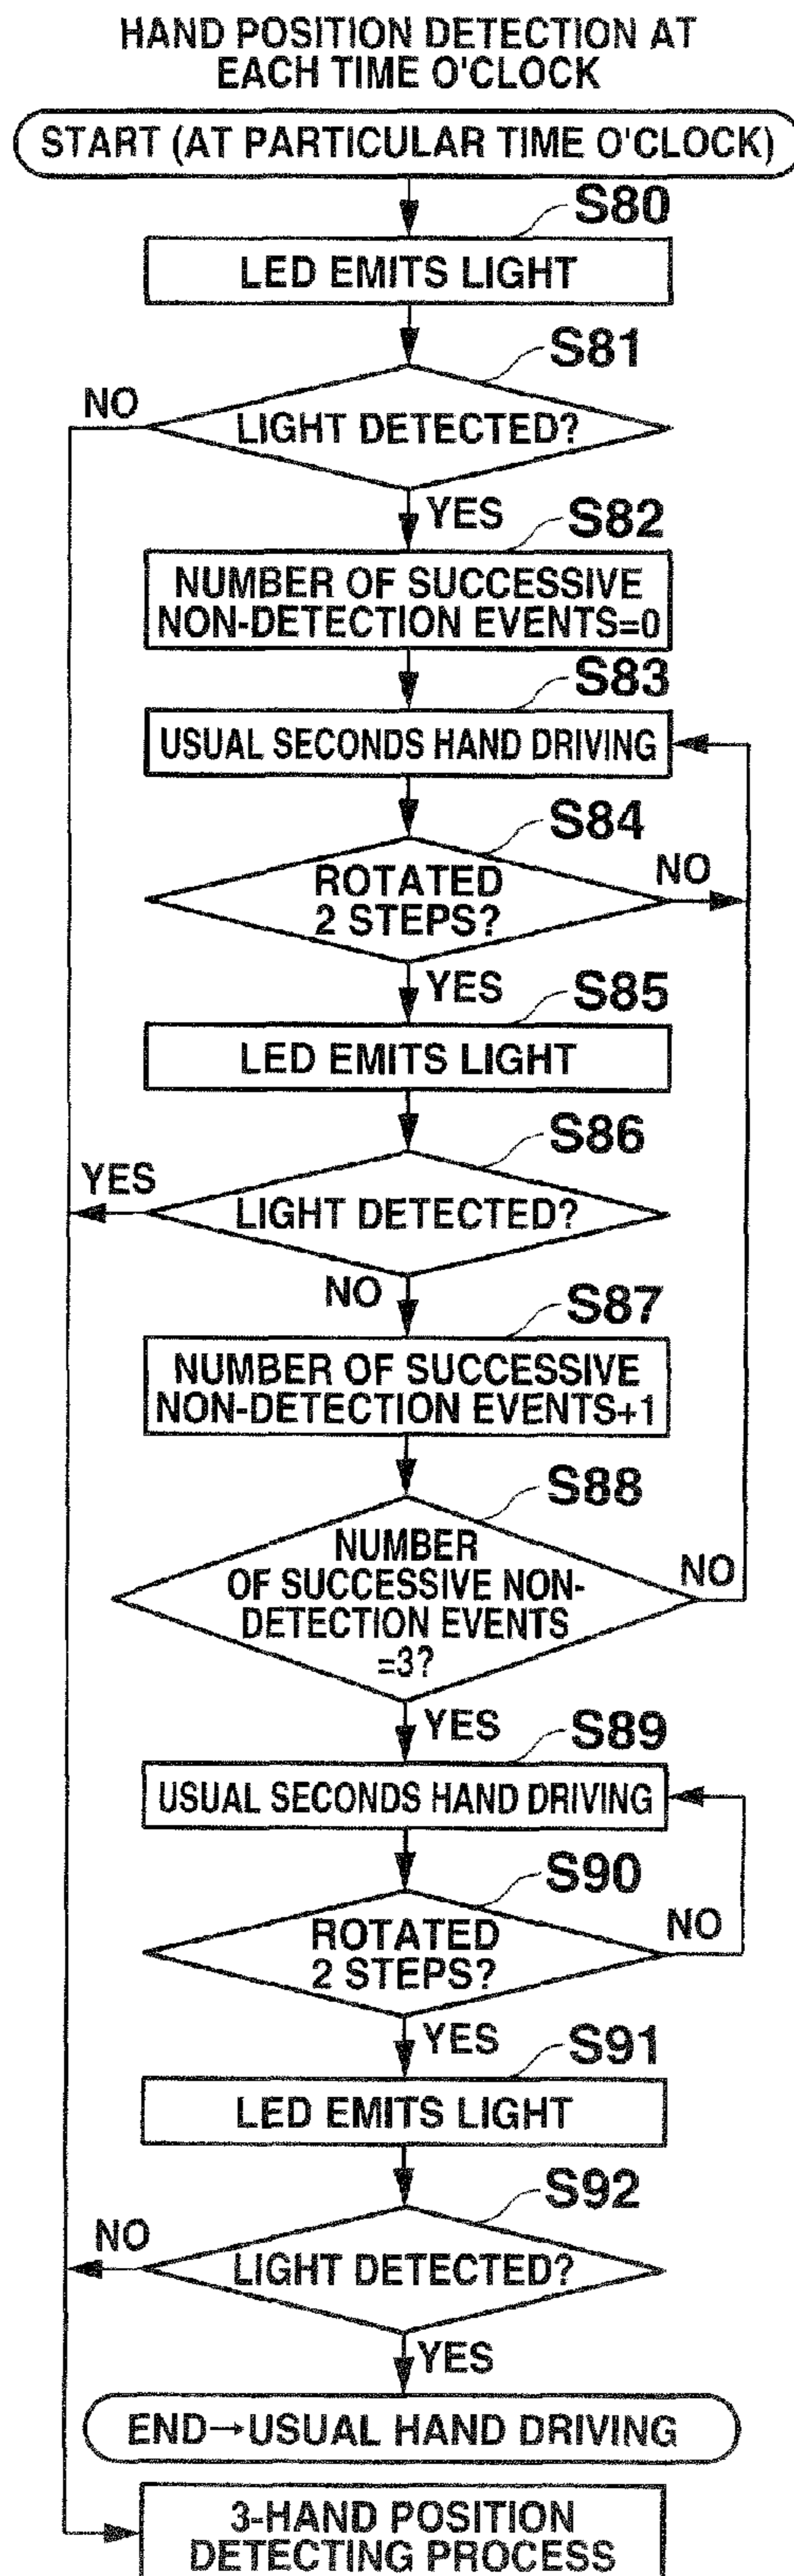 HAND POSITION DETECTION AT
EACH TIME O'CLOCK
START (AT PARTICULAR TIME O'CLOCK)
S80
LED EMITS LIGHT
S81
NO
LIGHT DETECTED?
YES
S82
NUMBER OF SUCCESSIVE
NON-DETECTION EVENTS=0
S83
USUAL SECONDS HAND DRIVING
S84
ROTATED
2 STEPS?
NO
YES
S85
LED EMITS LIGHT
S86
YES
LIGHT DETECTED?
NO
S87
NUMBER OF SUCCESSIVE
NON-DETECTION EVENTS+1
S88
NUMBER
OF SUCCESSIVE NON-
DETECTION EVENTS
=3?
NO
YES
S89
USUAL SECONDS HAND DRIVING
S90
ROTATED
2 STEPS?
NO
YES
S91
LED EMITS LIGHT
S92
NO
LIGHT DETECTED?
YES
END→USUAL HAND DRIVING
3-HAND POSITION
DETECTING PROCESS